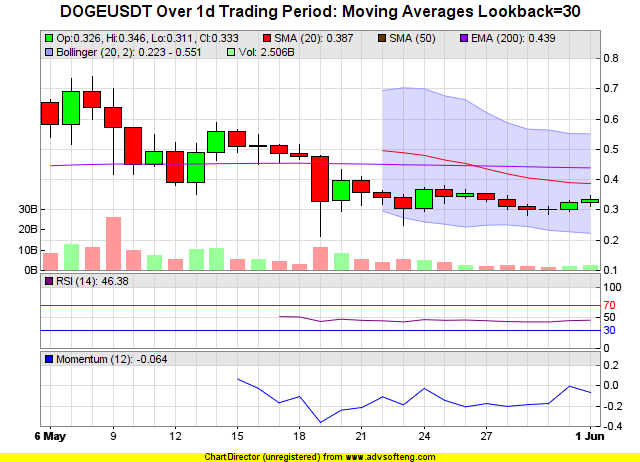 DOGEUSDT Over 1d Trading Period: Moving Averages Lookback=30
Op:0.326, Hi:0.346, Lo:0.311, Cl:0.333 SMA (20): 0.387 SMA (50) EMA (200): 0.439
Bollinger (20, 2): 0.223 - 0.551 Vol: 2.506B
0.8
0.7
0.6
0.5
0.4
0.3
0.2
0.1
30B
20B
10B
0B
RSI (14): 46.38
100
70
50
30
0
Momentum (12): -0.064
0.2
0.0
-0.2
-0.4
6 May 9 12 15 18 21 24 27 1 Jun
ChartDirector (unregistered) from www.advsofteng.com